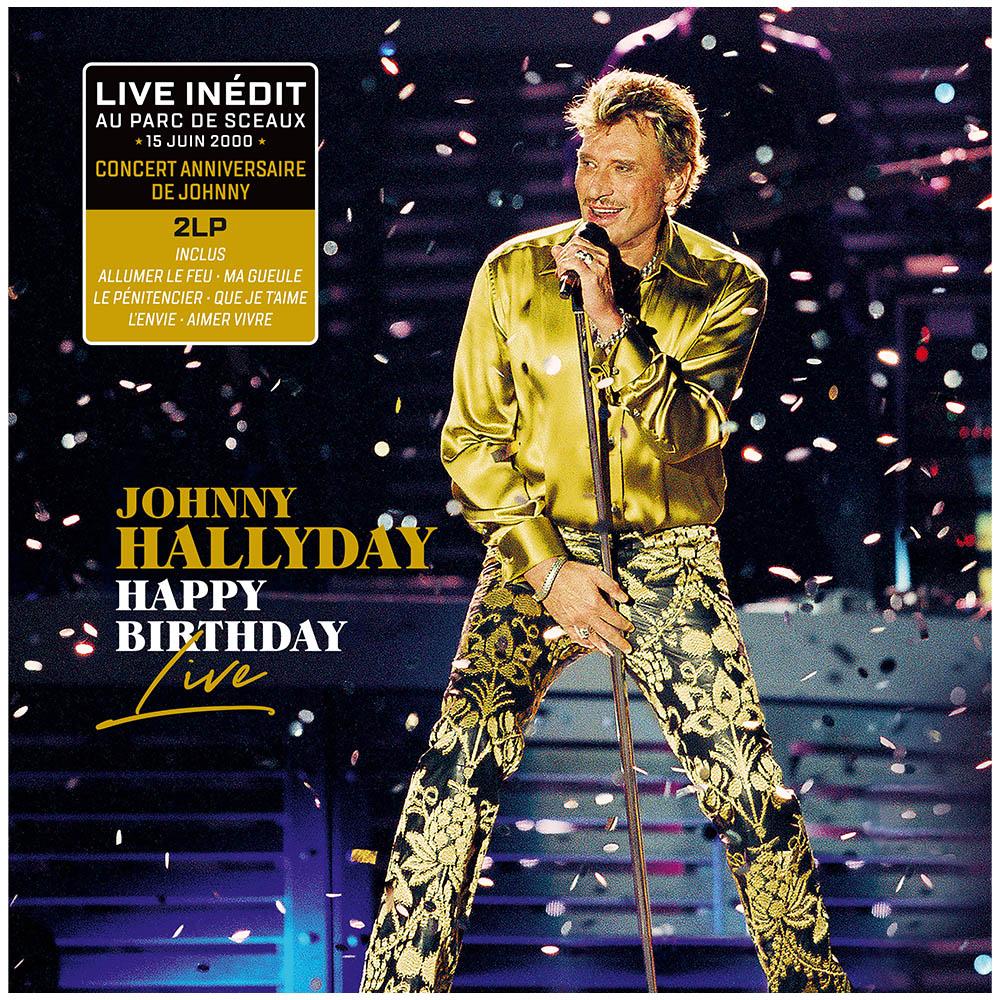 LIVE INÉDIT
AU PARC DE SCEAUX
★ 15 JUIN 2000 ★
CONCERT ANNIVERSAIRE
DE JOHNNY
2LP
INCLUS
ALLUMER LE FEU · MA GUEULE
LE PÉNITENCIER · QUE JE T'AIME
L'ENVIE · AIMER VIVRE
JOHNNY
HALLYDAY
HAPPY
BIRTHDAY
Live